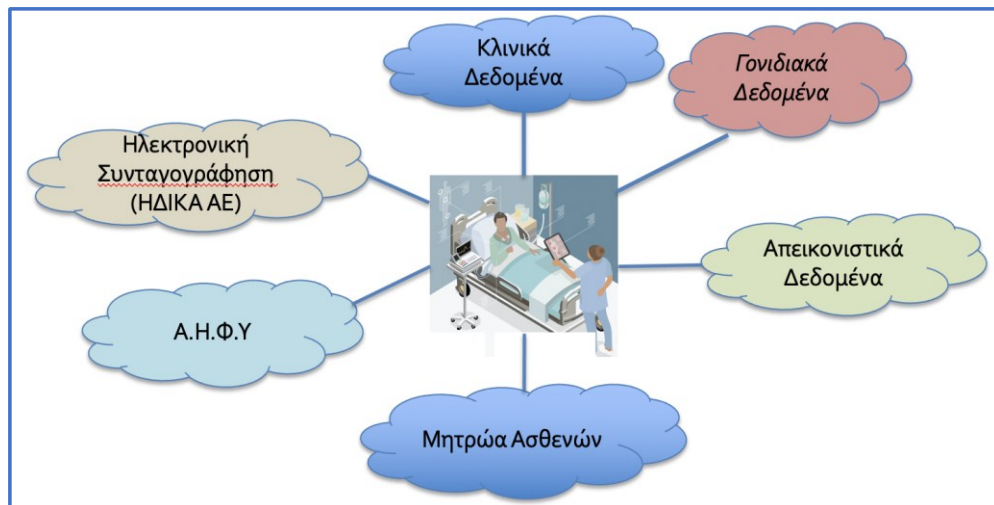 Κλινικά
Δεδομένα
Γονιδιακά
Δεδομένα
Ηλεκτρονική
Συνταγογράφηση
(ΗΔΙΚΑ ΑΕ)
Απεικονιστικά
Δεδομένα
Α.Η.Φ.Υ
Μητρώα Ασθενών